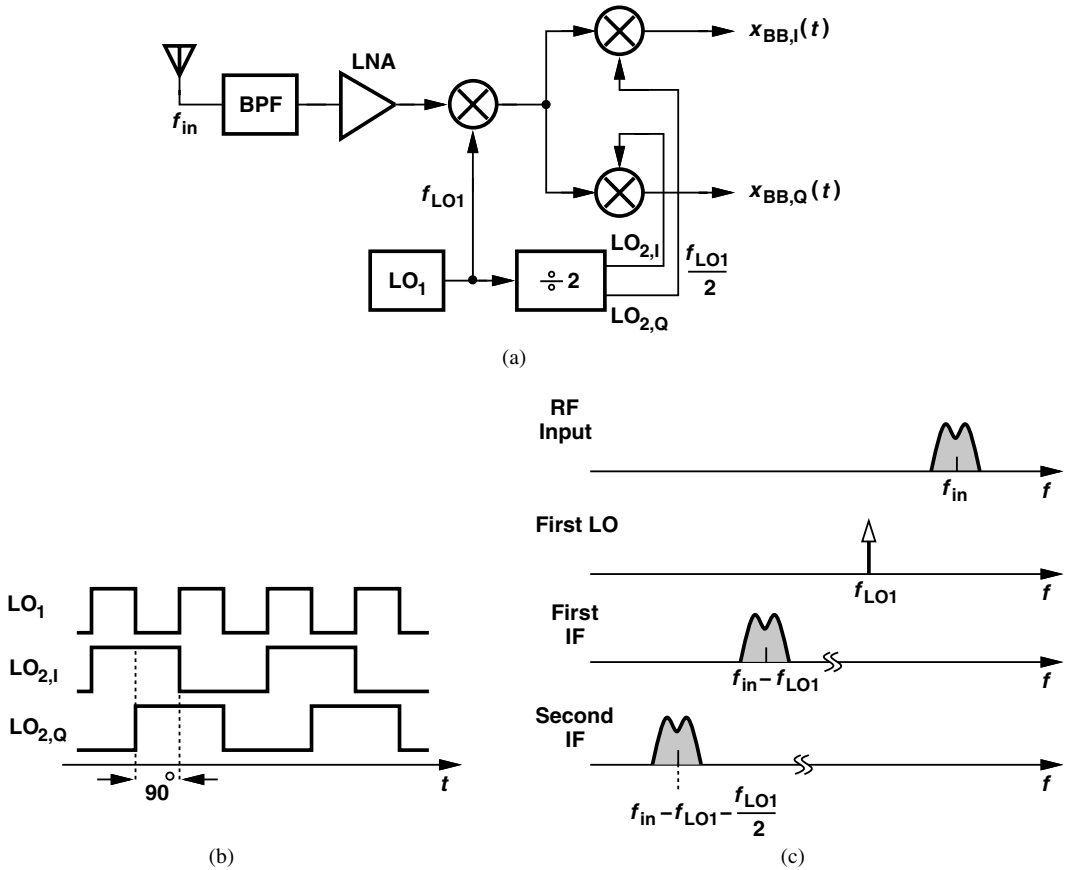 LNA
BPF
f_in
x_BB,I(t)
x_BB,Q(t)
f_LO1
LO_1
÷2
LO_2,I
LO_2,Q
f_LO1/2
(a)
LO_1
LO_2,I
LO_2,Q
90°
t
(b)
RF
Input
f_in
f
First LO
f_LO1
f
First
IF
f_in – f_LO1
f
Second
IF
f_in – f_LO1 – f_LO1/2
f
(c)